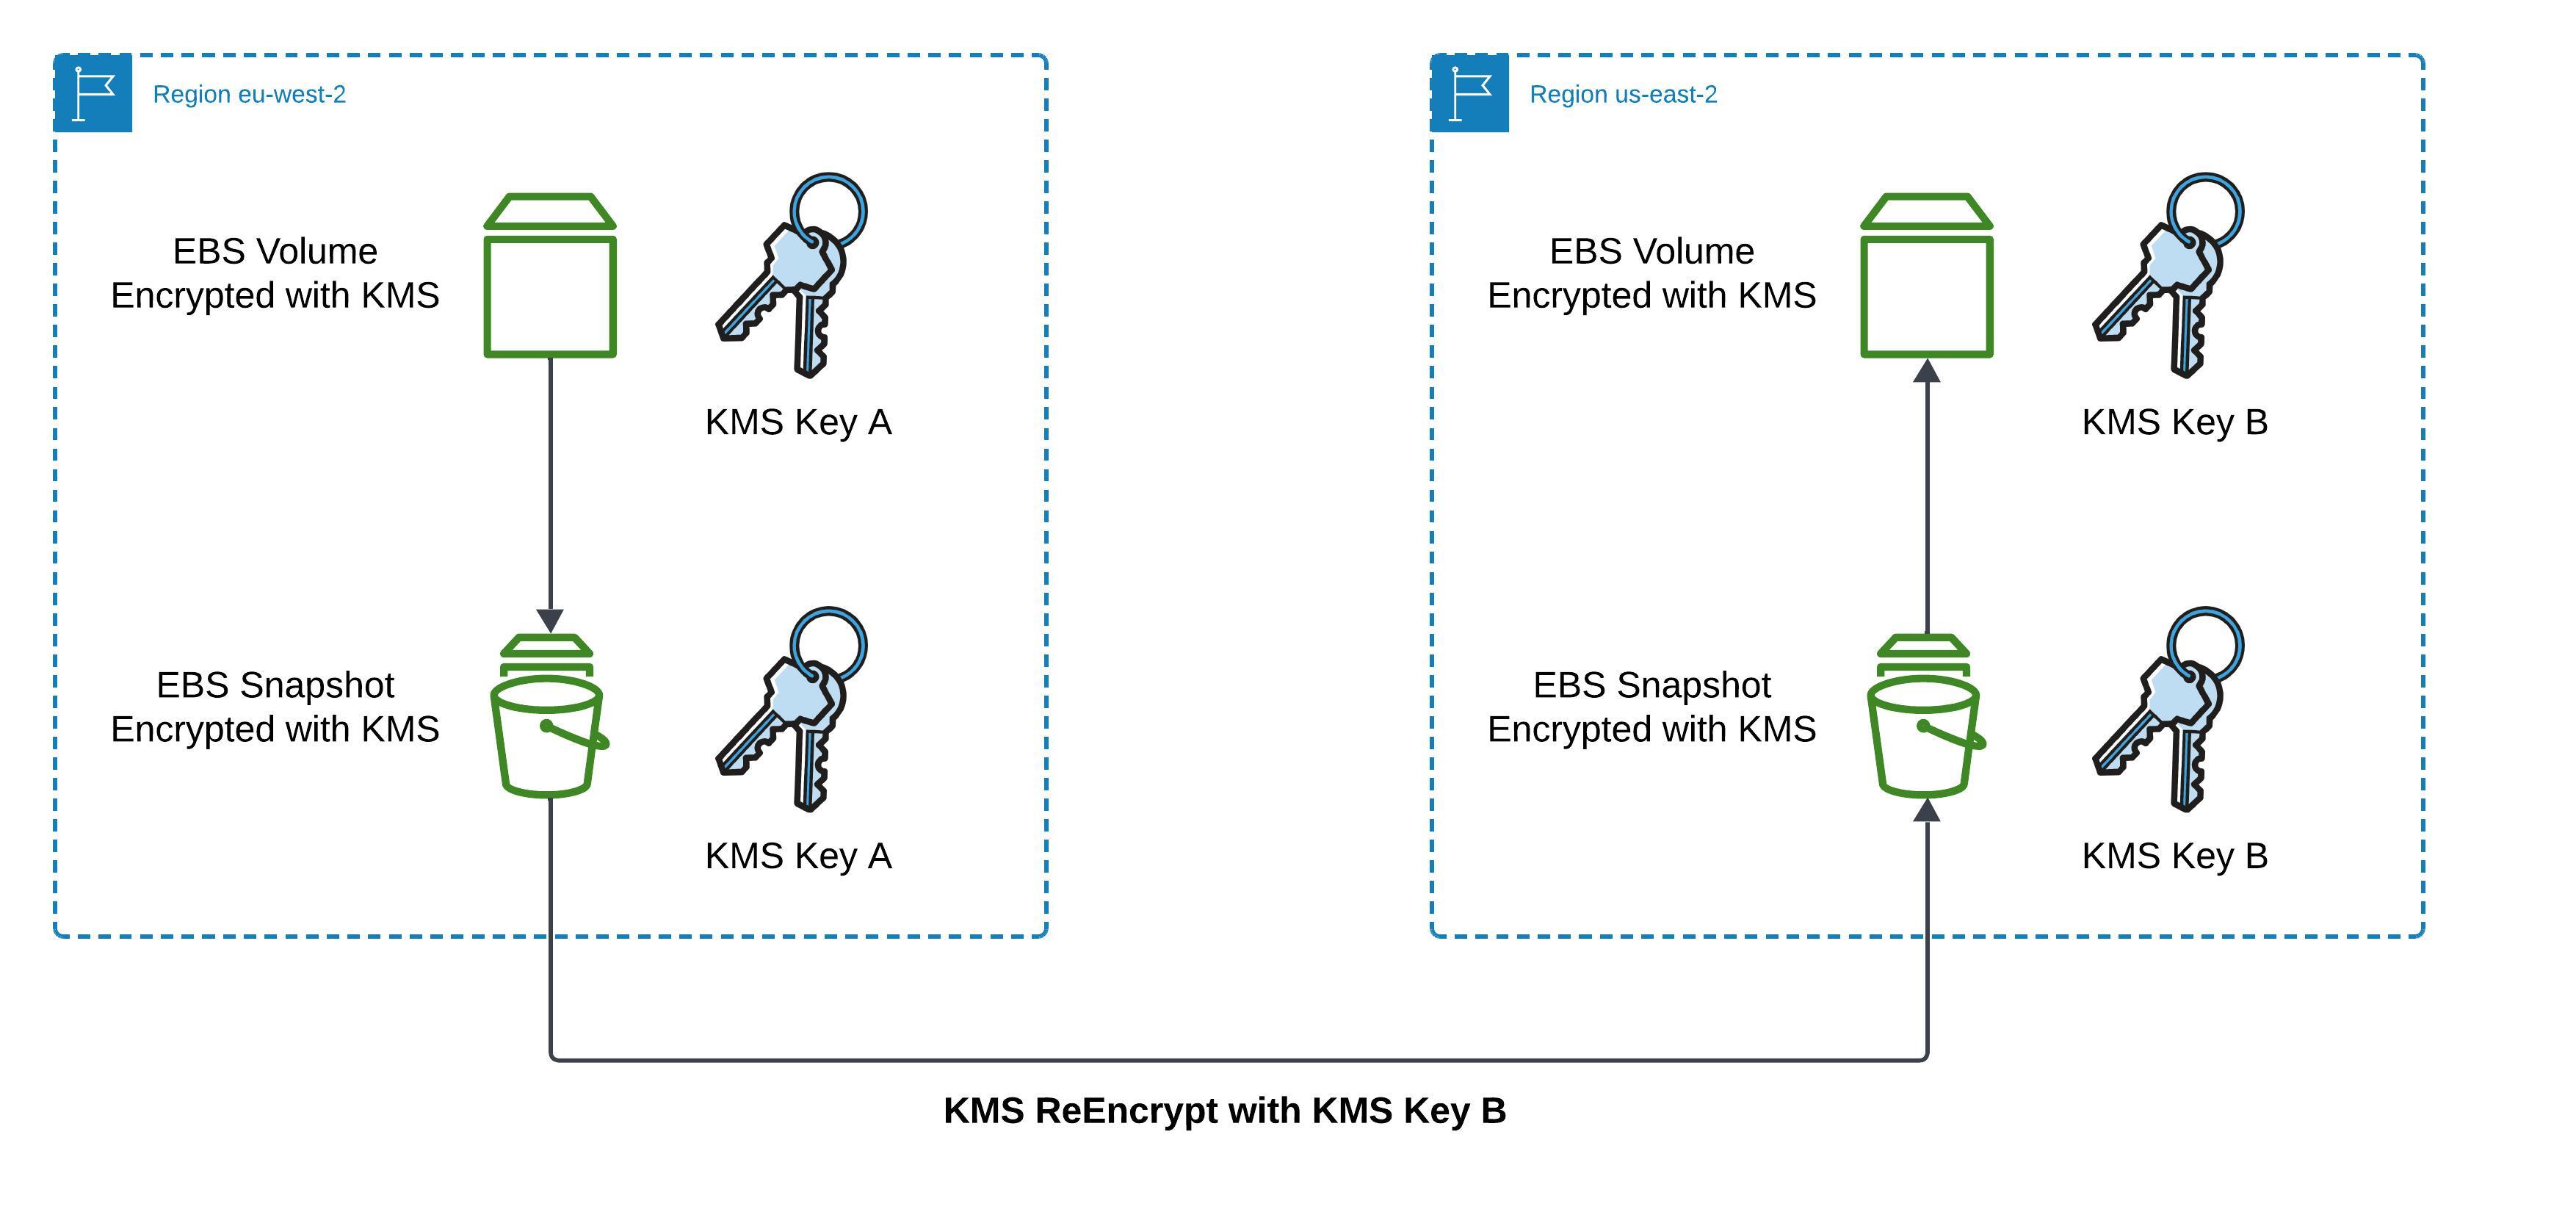 Region eu-west-2
EBS Volume
Encrypted with KMS
KMS Key A
EBS Snapshot
Encrypted with KMS
KMS Key A
Region us-east-2
EBS Volume
Encrypted with KMS
KMS Key B
EBS Snapshot
Encrypted with KMS
KMS Key B
KMS ReEncrypt with KMS Key B